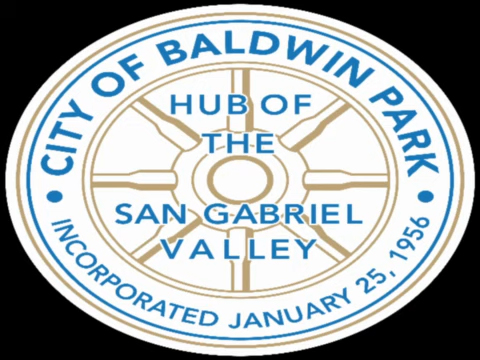 CITY OF BALDWIN PARK
HUB OF
THE
SAN GABRIEL
VALLEY
INCORPORATED JANUARY 25, 1956